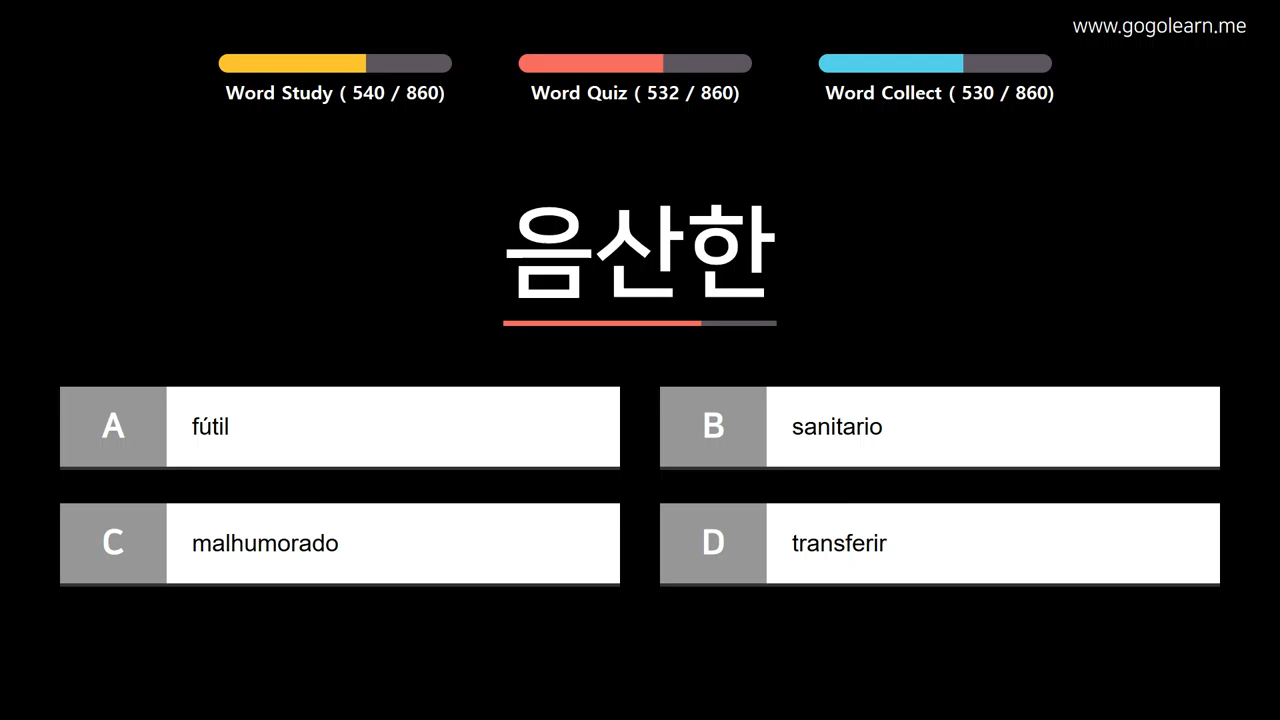 www.gogolearn.me
Word Study ( 540 / 860)
Word Quiz ( 532 / 860)
Word Collect ( 530 / 860)
음산한
A fútil
B sanitario
C malhumorado
D transferir